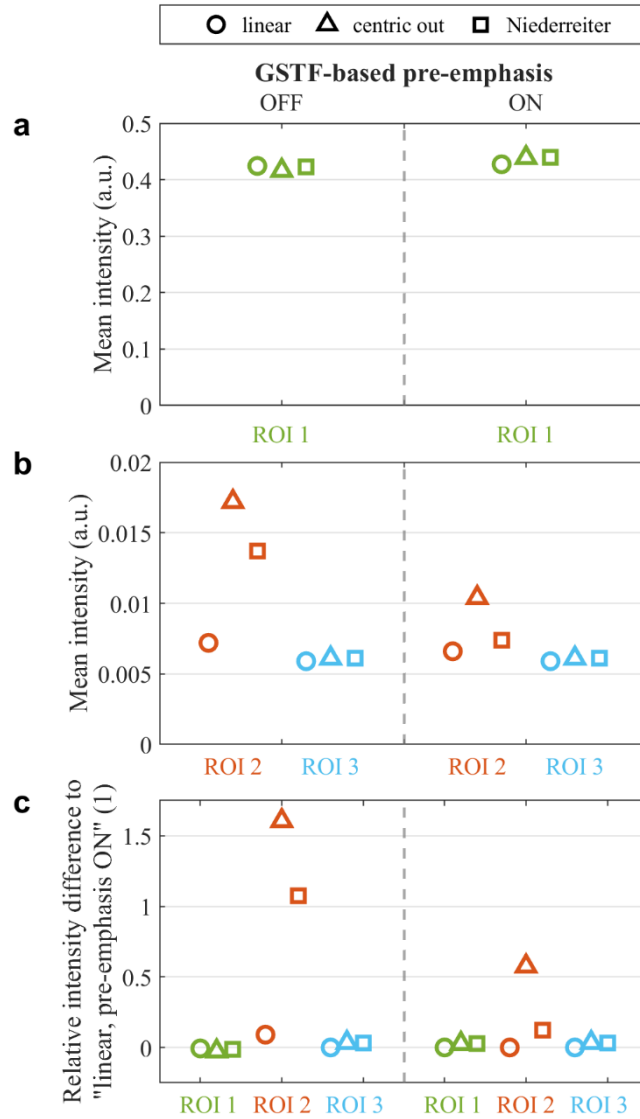 linear centric out Niederreiter
GSTF-based pre-emphasis
OFF ON
a
0.5
0.4
0.3
0.2
0.1
0
Mean intensity (a.u.)
ROI 1 ROI 1
b
0.02
0.015
0.01
0.005
0
Mean intensity (a.u.)
ROI 2 ROI 3 ROI 2 ROI 3
c
1.5
1
0.5
0
Relative intensity difference to
"linear, pre-emphasis ON" (1)
ROI 1 ROI 2 ROI 3 ROI 1 ROI 2 ROI 3